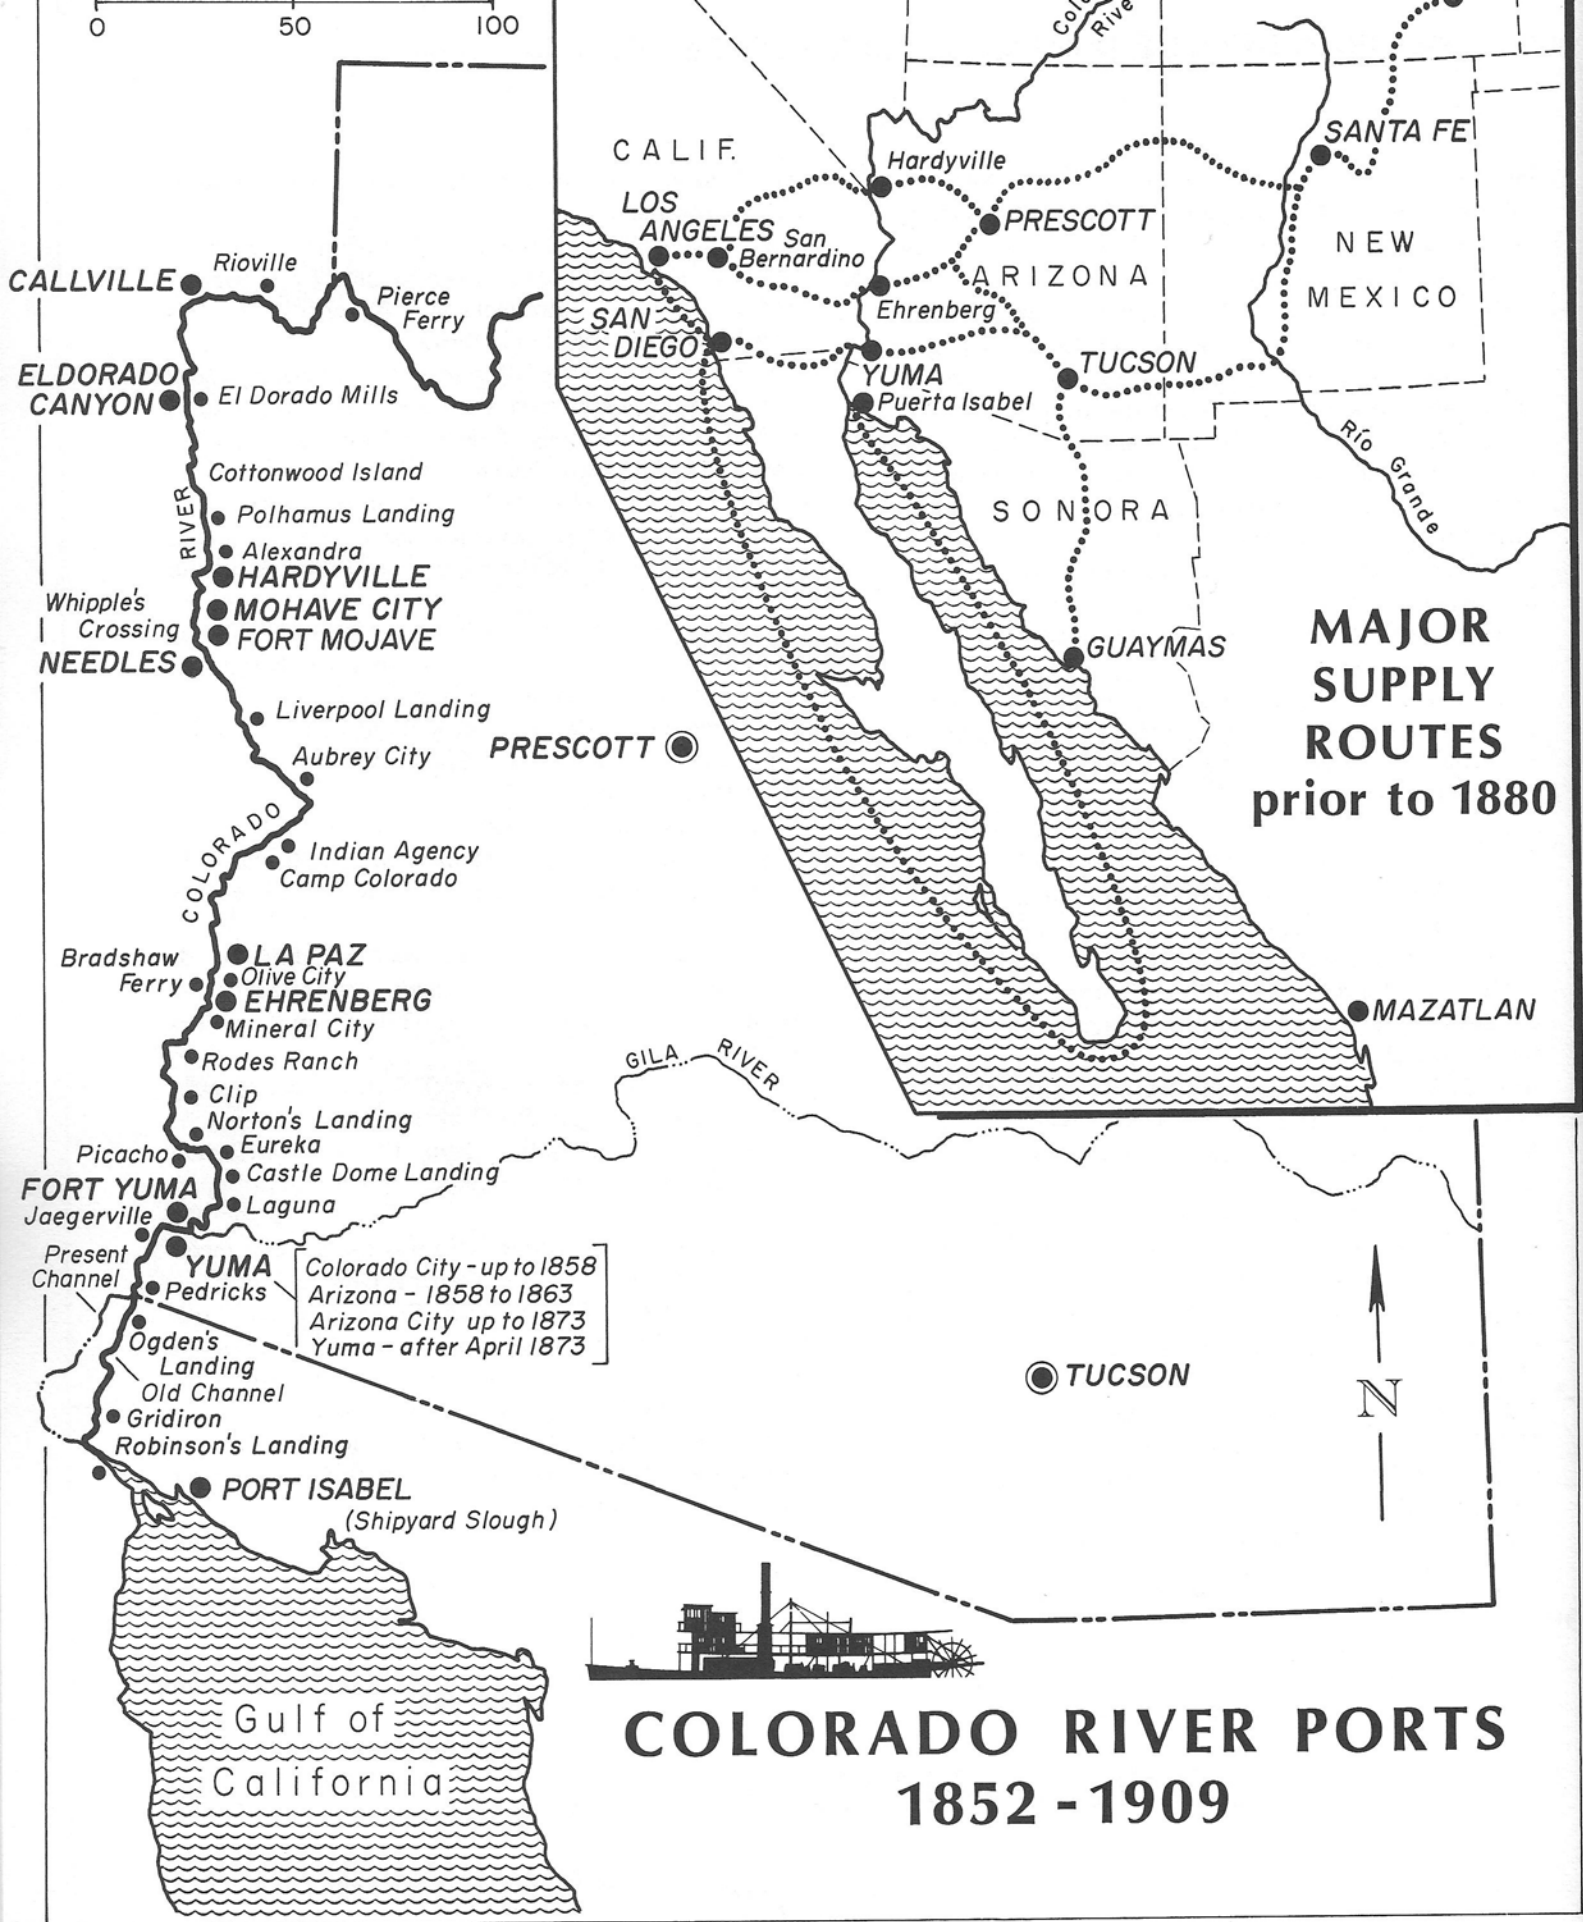 0 50 100
Colo
Rive
CALIF.
Hardyville
SANTA FE
LOS
ANGELES
San
Bernardino
PRESCOTT
NEW
MEXICO
ARIZONA
Ehrenberg
SAN
DIEGO
YUMA
TUCSON
Puerta Isabel
Río Grande
SONORA
GUAYMAS
MAZATLAN
MAJOR
SUPPLY
ROUTES
prior to 1880
CALLVILLE
Rioville
Pierce
Ferry
ELDORADO
CANYON
El Dorado Mills
Cottonwood Island
RIVER
Polhamus Landing
Alexandra
HARDYVILLE
Whipple's
Crossing
MOHAVE CITY
FORT MOJAVE
NEEDLES
Liverpool Landing
PRESCOTT
Aubrey City
COLORADO
Indian Agency
Camp Colorado
Bradshaw
Ferry
LA PAZ
Olive City
EHRENBERG
Mineral City
Rodes Ranch
GILA RIVER
Clip
Norton's Landing
Eureka
Picacho
Castle Dome Landing
FORT YUMA
Jaegerville
Laguna
Present
Channel
YUMA
Colorado City - up to 1858
Arizona - 1858 to 1863
Arizona City up to 1873
Yuma - after April 1873
Pedricks
Ogden's
Landing
Old Channel
Gridiron
Robinson's Landing
PORT ISABEL
(Shipyard Slough)
TUCSON
N
Gulf of
California
COLORADO RIVER PORTS
1852 - 1909